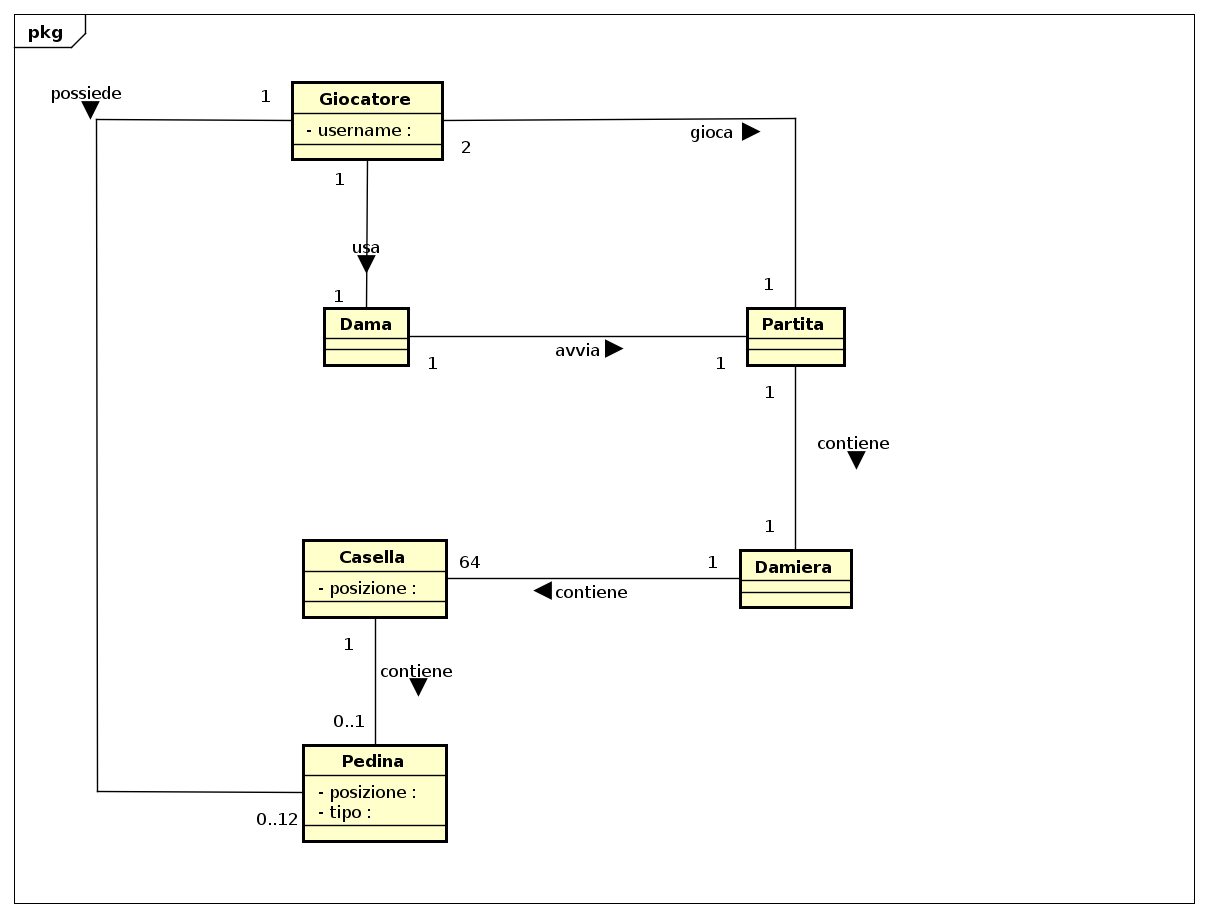 pkg
possiede
1
Giocatore
- username :
2
gioca
1
usa
1
1
Dama
Partita
avvia
1
1
1
contiene
1
Casella
- posizione :
64
1
Damiera
contiene
1
contiene
0..1
Pedina
- posizione :
- tipo :
0..12